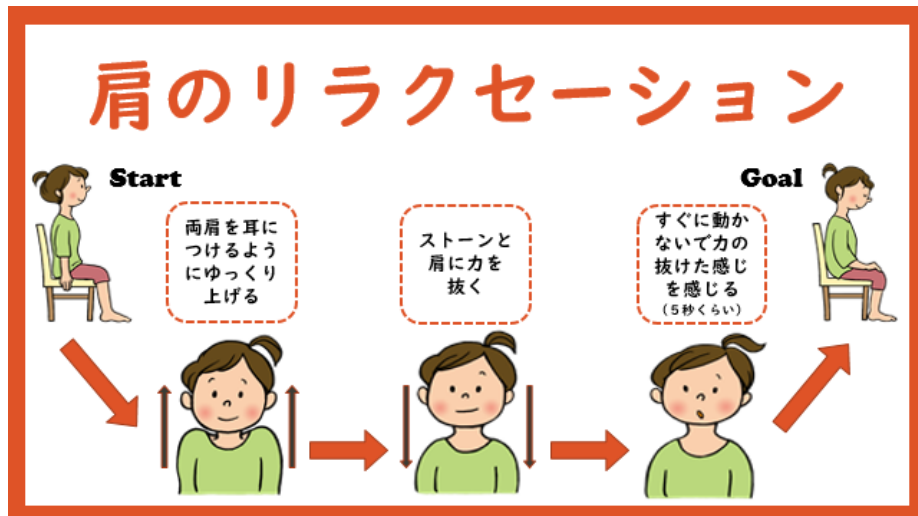 肩のリラクセーション
Start
両肩を耳に
つけるよう
にゆっくり
上げる
ストーンと
肩に力を
抜く
すぐに動か
ないで力の
抜けた感じ
を感じる
(5秒くらい)
Goal